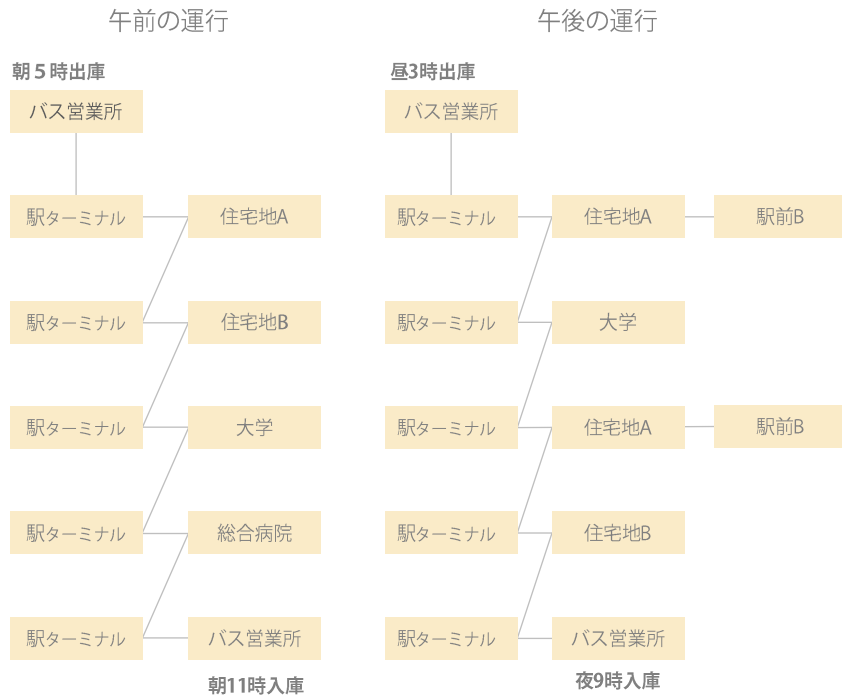 午前の運行
朝５時出庫
バス営業所
駅ターミナル
住宅地A
駅ターミナル
住宅地B
駅ターミナル
大学
駅ターミナル
総合病院
駅ターミナル
バス営業所
朝11時入庫
午後の運行
昼3時出庫
バス営業所
駅ターミナル
住宅地A
駅前B
駅ターミナル
大学
駅ターミナル
住宅地A
駅前B
駅ターミナル
住宅地B
駅ターミナル
バス営業所
夜9時入庫